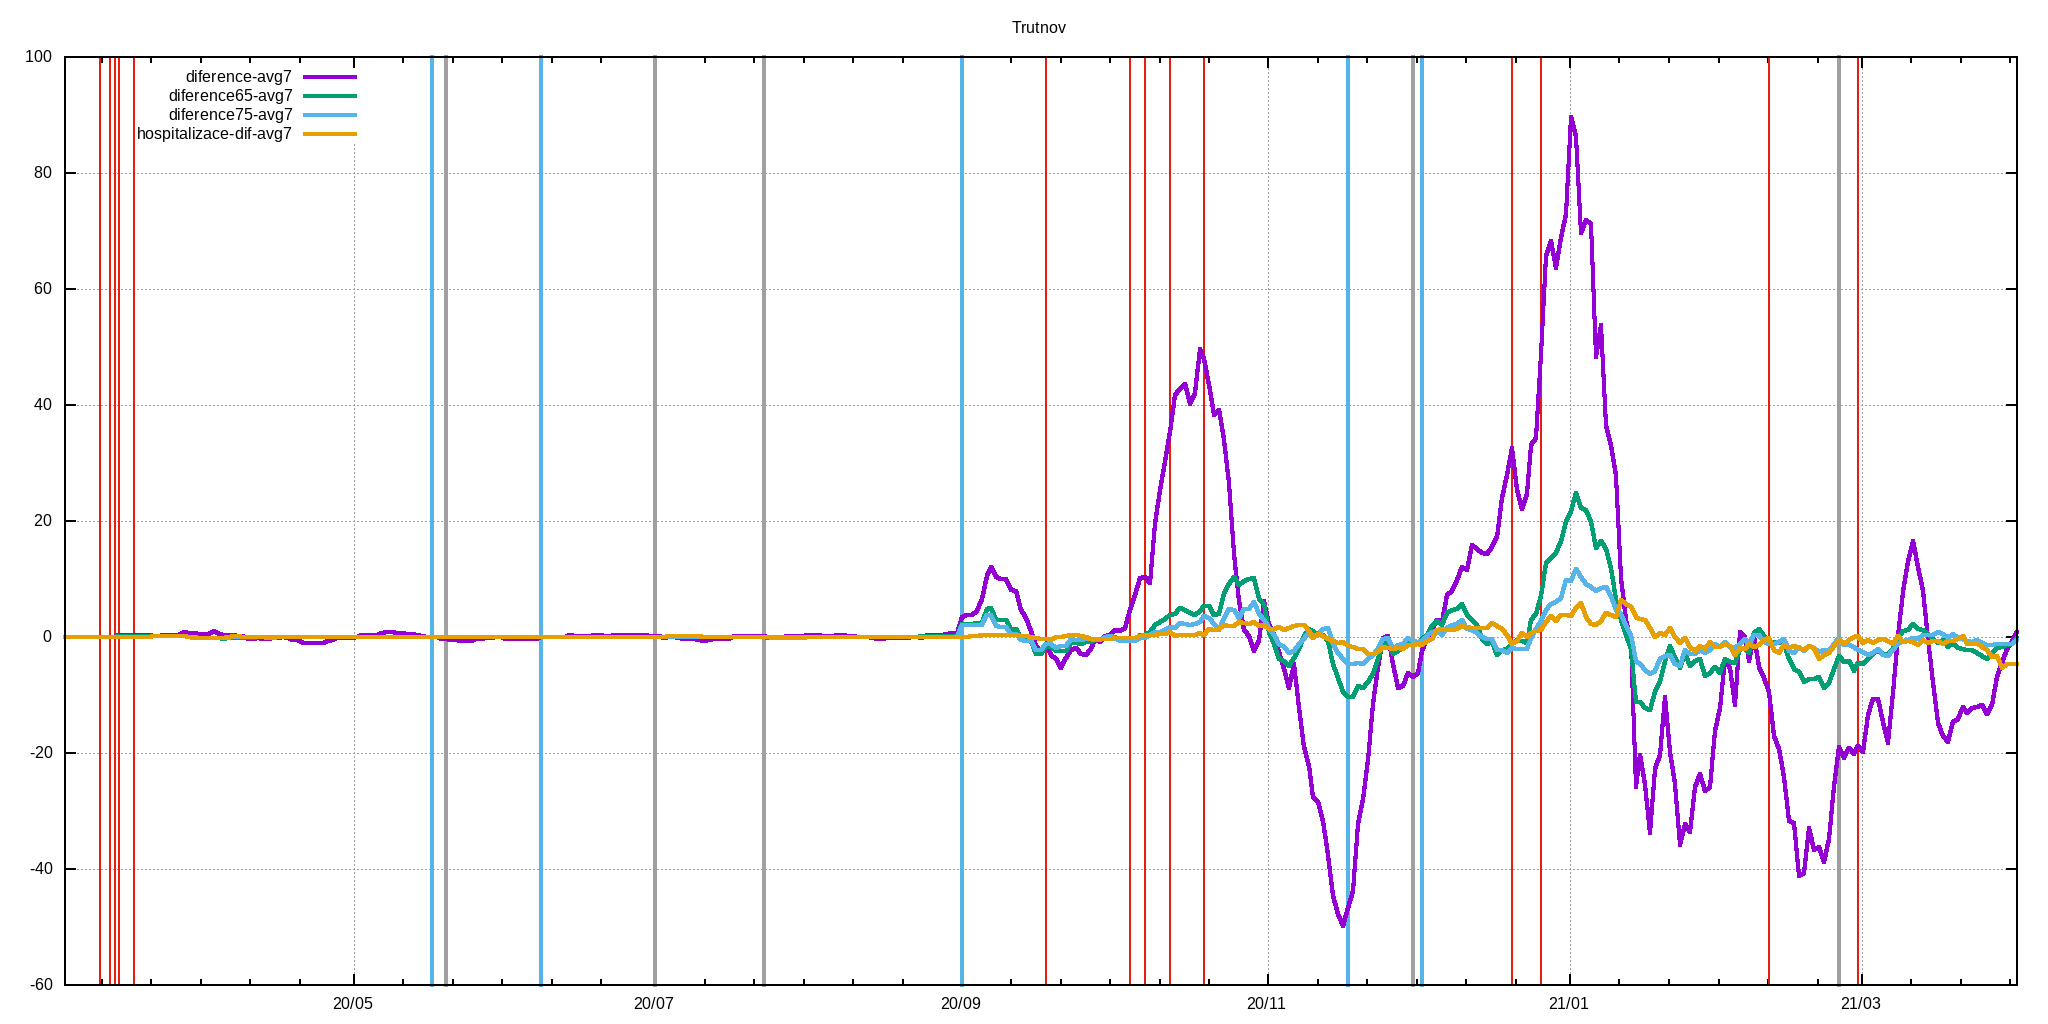 Trutnov
diference-avg7
diference65-avg7
diference75-avg7
hospitalizace-dif-avg7
100
80
60
40
20
0
-20
-40
-60
20/05 20/07 20/09 20/11 21/01 21/03